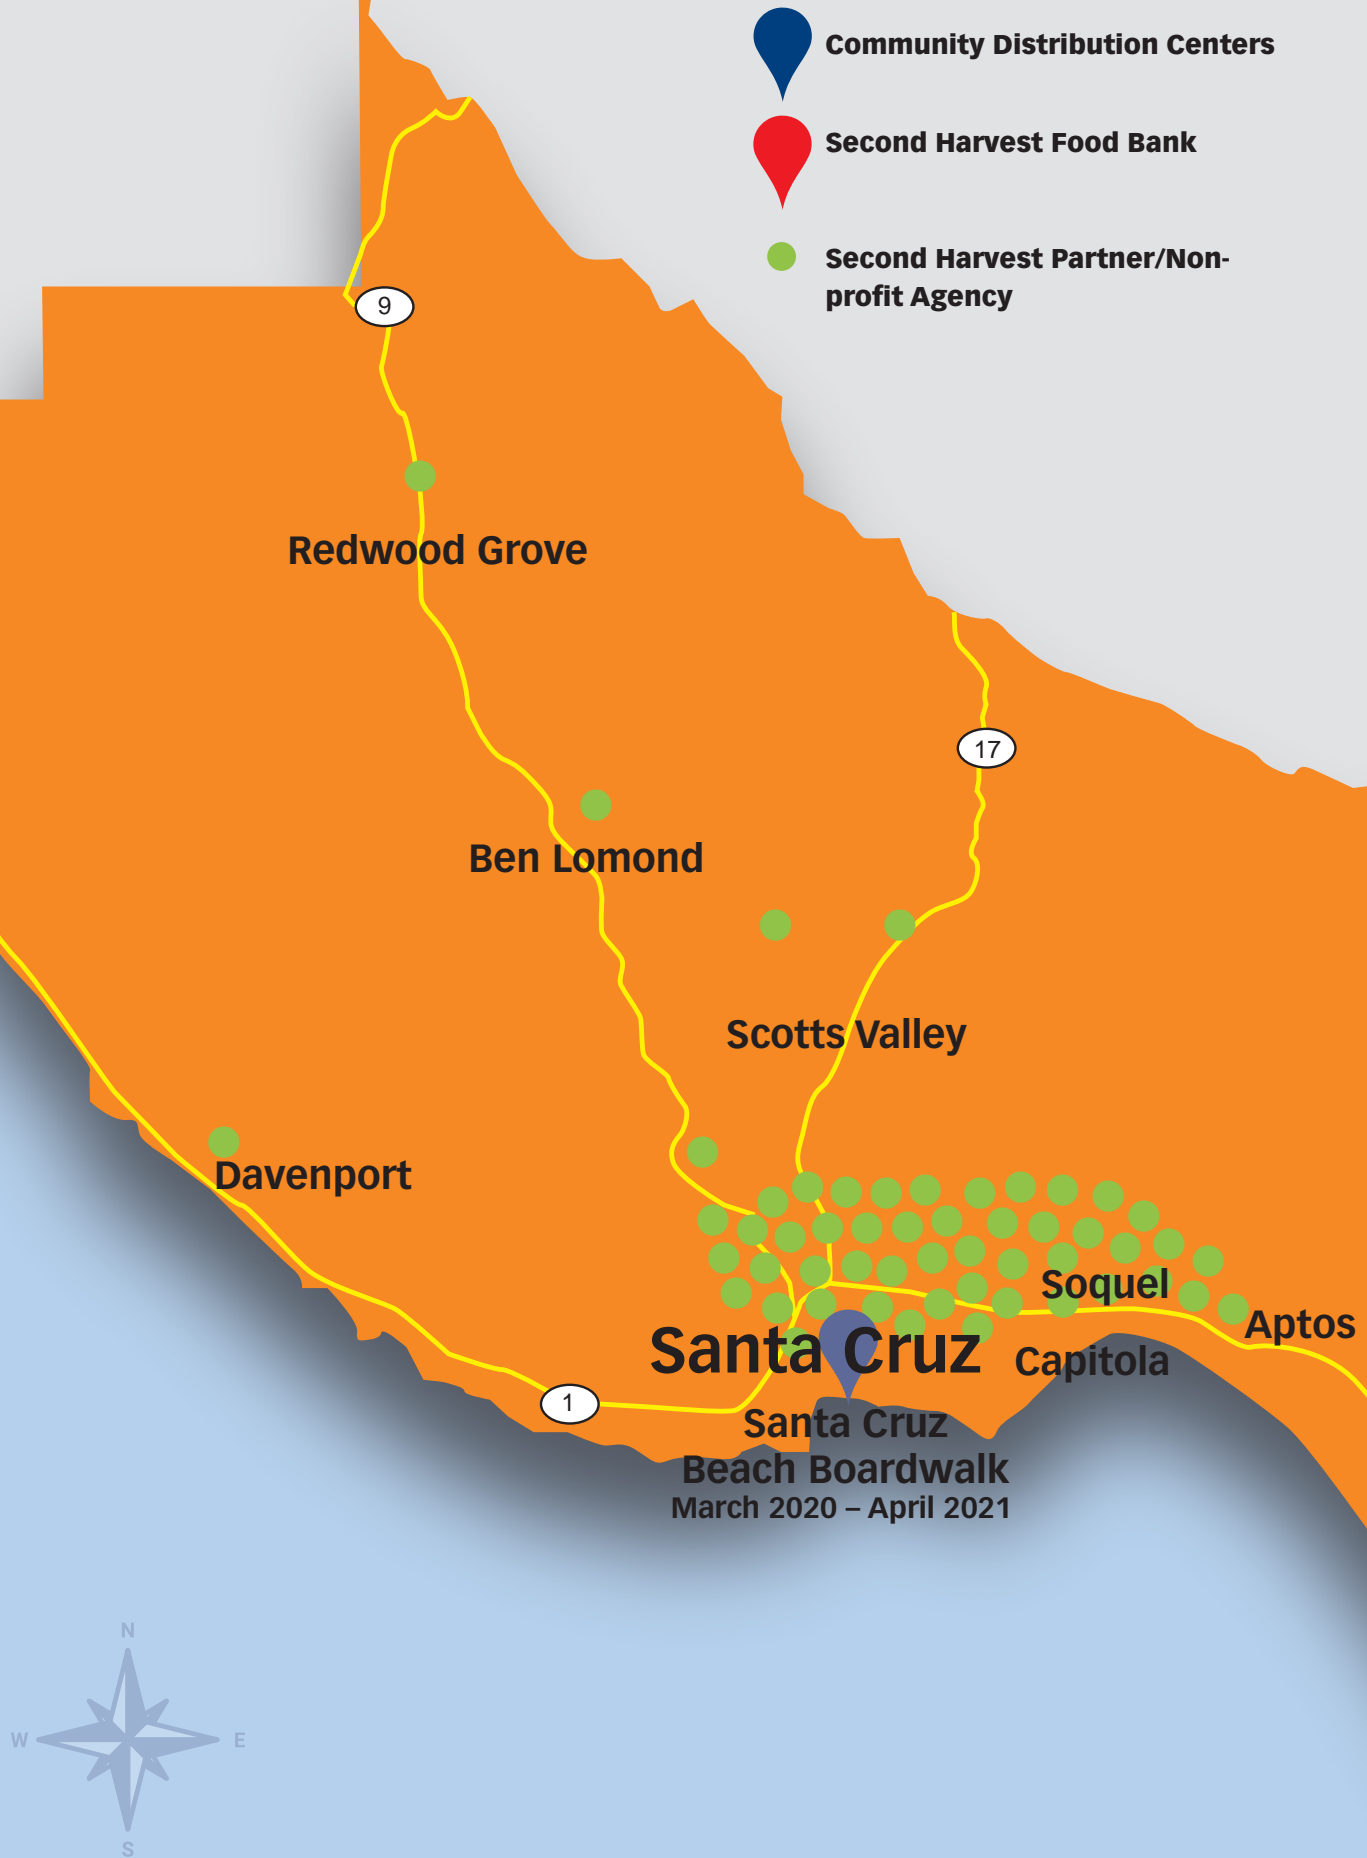 Community Distribution Centers
Second Harvest Food Bank
Second Harvest Partner/Non-
profit Agency
9
Redwood Grove
17
Ben Lomond
Scotts Valley
Davenport
Soquel
Aptos
Santa Cruz
Capitola
1
Santa Cruz
Beach Boardwalk
March 2020 – April 2021
N
W
E
S